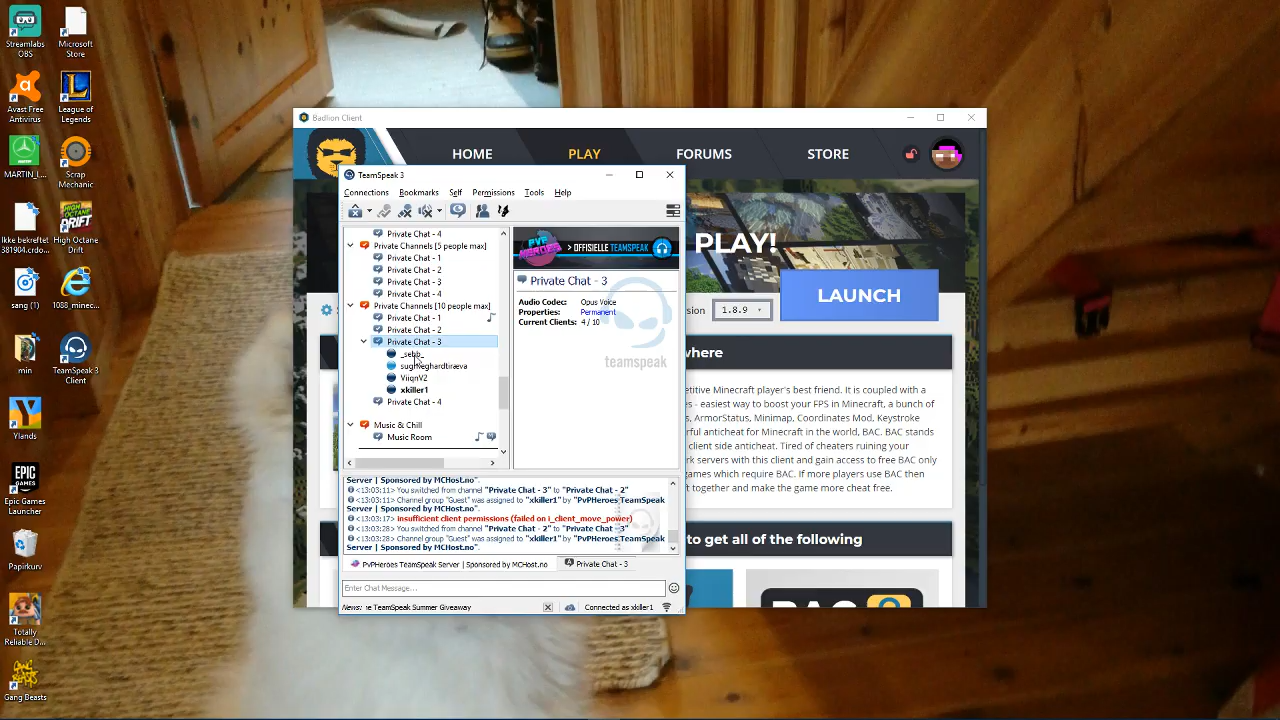 Streamlabs
OBS
Microsoft
Store
Avast Free
Antivirus
League of
Legends
MARTIN_L...
Scrap
Mechanic
Ikke bekreftet
381904.crdo...
High Octane
Drift
sang (1)
1088_minec...
min
TeamSpeak 3
Client
Ylands
Epic Games
Launcher
Papirkurv
Totally
Reliable D...
Gang Beasts
Badlion Client
HOME
PLAY
FORUMS
STORE
PLAY!
LAUNCH
sion
1.8.9
where
etitive Minecraft player's best friend. It is coupled with a
- easiest way to boost your FPS in Minecraft, a bunch of
ArmorStatus, Minimap, Coordinates Mod, Keystroke
erful anticheat for Minecraft in the world, BAC. BAC stands
client side anticheat. Tired of cheaters ruining your
rk servers with this client and gain access to free BAC only
games which require BAC. If more players use BAC then
ft together and make the game more cheat free.
to get all of the following
TeamSpeak 3
Connections Bookmarks Self Permissions Tools Help
Private Chat - 4
Private Channels [5 people max]
Private Chat - 1
Private Chat - 2
Private Chat - 3
Private Chat - 4
Private Channels [10 people max]
Private Chat - 1
Private Chat - 2
Private Chat - 3
_sebb_
ViiqnV2
xkiller1
Private Chat - 4
Music & Chill
Music Room
PVP HEROES
> OFFISIELLE TEAMSPEAK
Private Chat - 3
Audio Codec: Opus Voice
Properties: Permanent
Current Clients: 4 / 10
teamspeak
Server | Sponsored by MCHost.no".
<13:03:11> You switched from channel "Private Chat - 3" to "Private Chat - 2"
<13:03:11> Channel group "Guest" was assigned to "xkiller1" by "PvPHeroes TeamSpeak
Server | Sponsored by MCHost.no".
<13:03:17> insufficient client permissions (failed on i_client_move_power)
<13:03:28> You switched from channel "Private Chat - 2" to "Private Chat - 3"
<13:03:28> Channel group "Guest" was assigned to "xkiller1" by "PvPHeroes TeamSpeak
Server | Sponsored by MCHost.no".
PvPHeroes TeamSpeak Server | Sponsored by MCHost.no
Private Chat - 3
Enter Chat Message...
News: he TeamSpeak Summer Giveaway
Connected as xkiller1